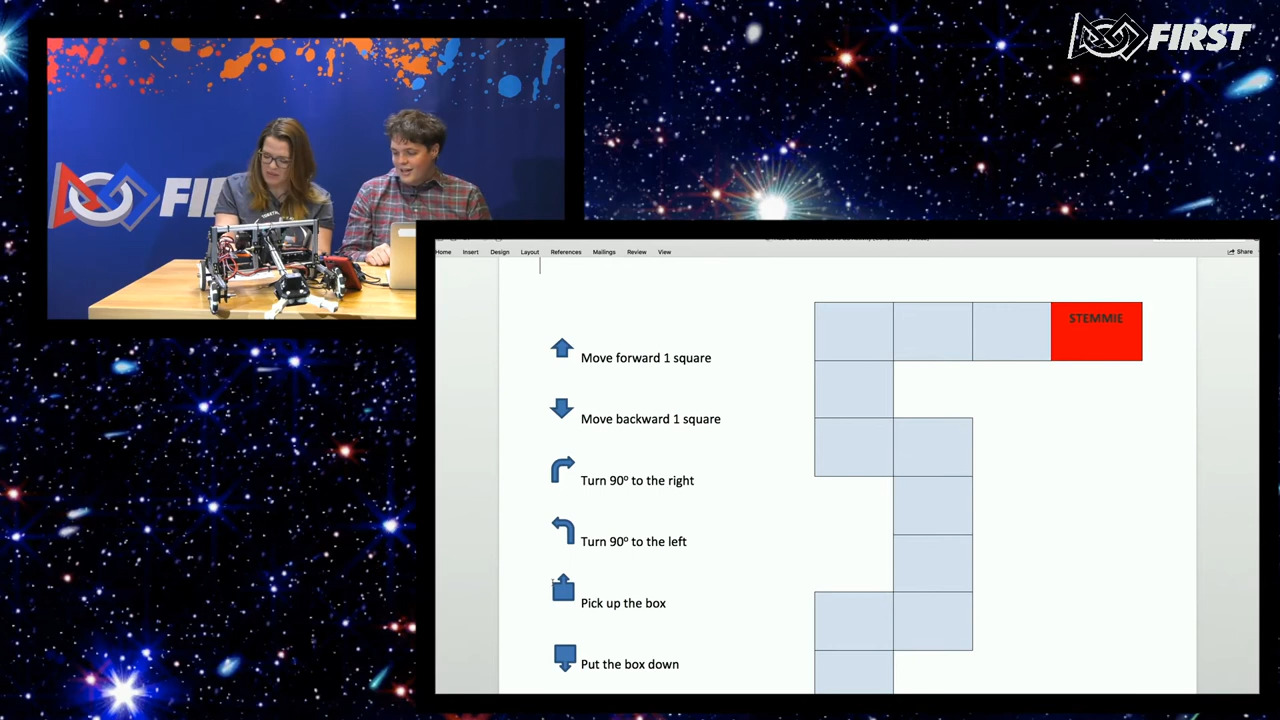 FIRST
FI
Home Insert Design Layout References Mailings Review View Share
STEMMIE
Move forward 1 square
Move backward 1 square
Turn 90º to the right
Turn 90º to the left
Pick up the box
Put the box down